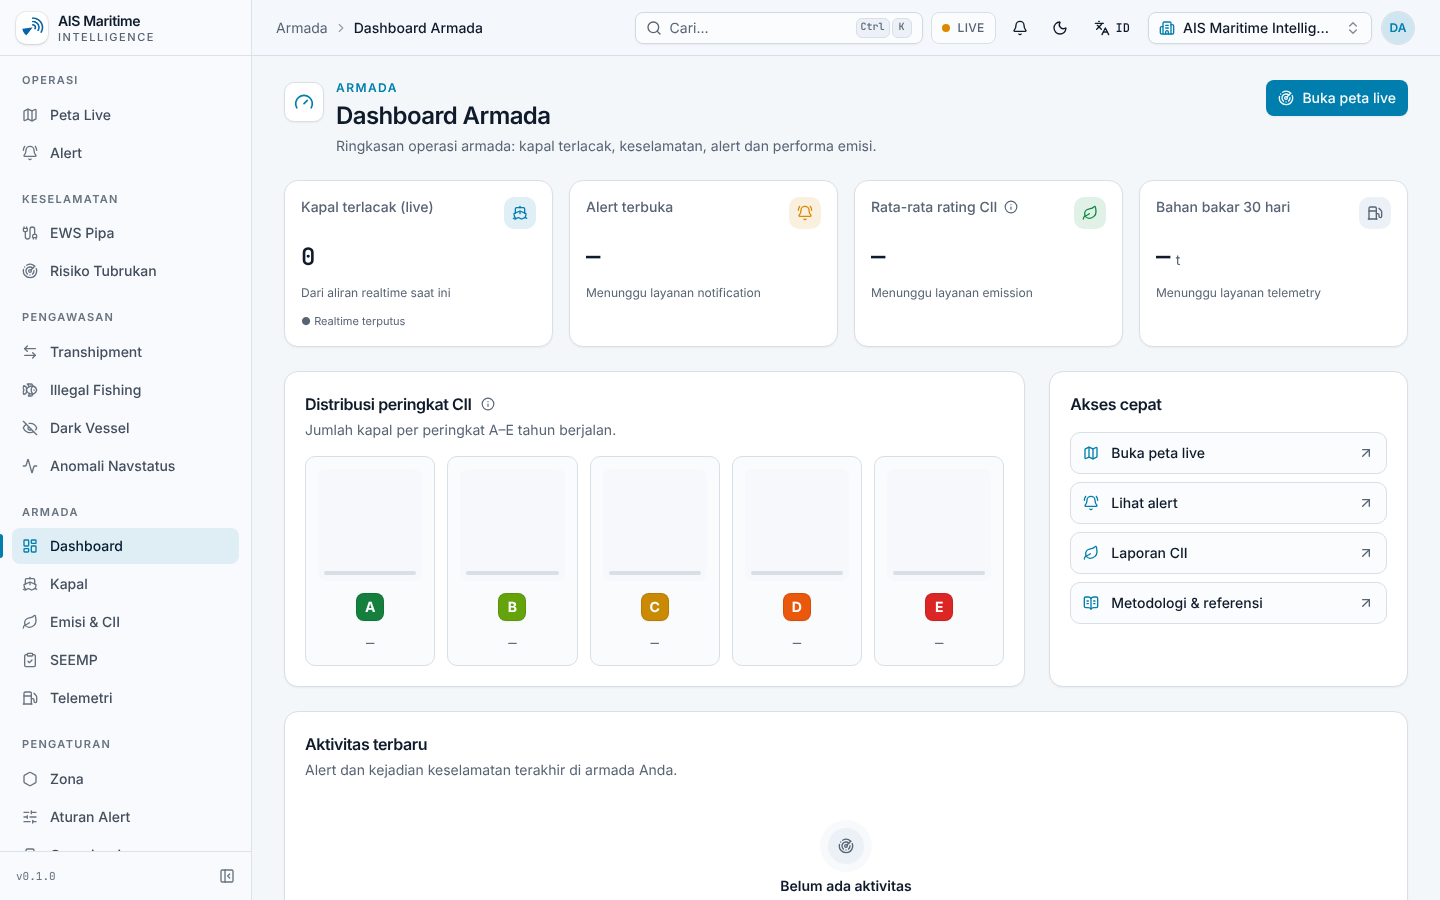 AIS Maritime
INTELLIGENCE
Armada > Dashboard Armada
Cari...
Ctrl K
LIVE
ID
AIS Maritime Intellig...
DA
OPERASI
Peta Live
Alert
KESELAMATAN
EWS Pipa
Risiko Tubrukan
PENGAWASAN
Transhipment
Illegal Fishing
Dark Vessel
Anomali Navstatus
ARMADA
Dashboard
Kapal
Emisi & CII
SEEMP
Telemetri
PENGATURAN
Zona
Aturan Alert
v0.1.0
ARMADA
Dashboard Armada
Ringkasan operasi armada: kapal terlacak, keselamatan, alert dan performa emisi.
Buka peta live
Kapal terlacak (live)
0
Dari aliran realtime saat ini
Realtime terputus
Alert terbuka
—
Menunggu layanan notification
Rata-rata rating CII
—
Menunggu layanan emission
Bahan bakar 30 hari
— t
Menunggu layanan telemetry
Distribusi peringkat CII
Jumlah kapal per peringkat A–E tahun berjalan.
A
—
B
—
C
—
D
—
E
—
Akses cepat
Buka peta live
Lihat alert
Laporan CII
Metodologi & referensi
Aktivitas terbaru
Alert dan kejadian keselamatan terakhir di armada Anda.
Belum ada aktivitas